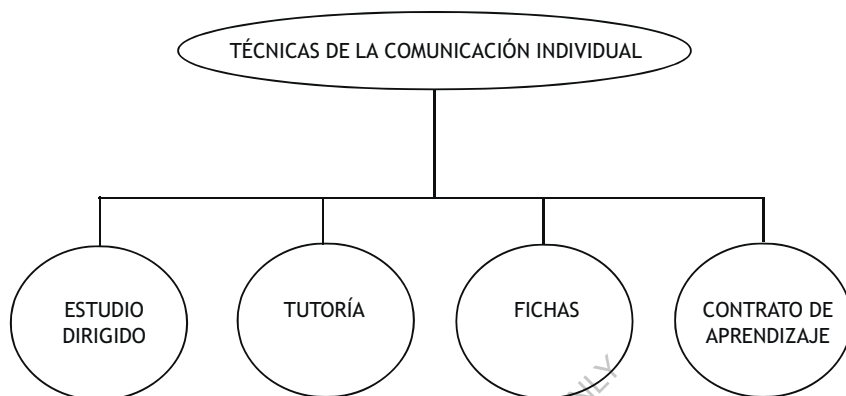 TÉCNICAS DE LA COMUNICACIÓN INDIVIDUAL
ESTUDIO
DIRIGIDO
TUTORÍA
FICHAS
CONTRATO DE
APRENDIZAJE